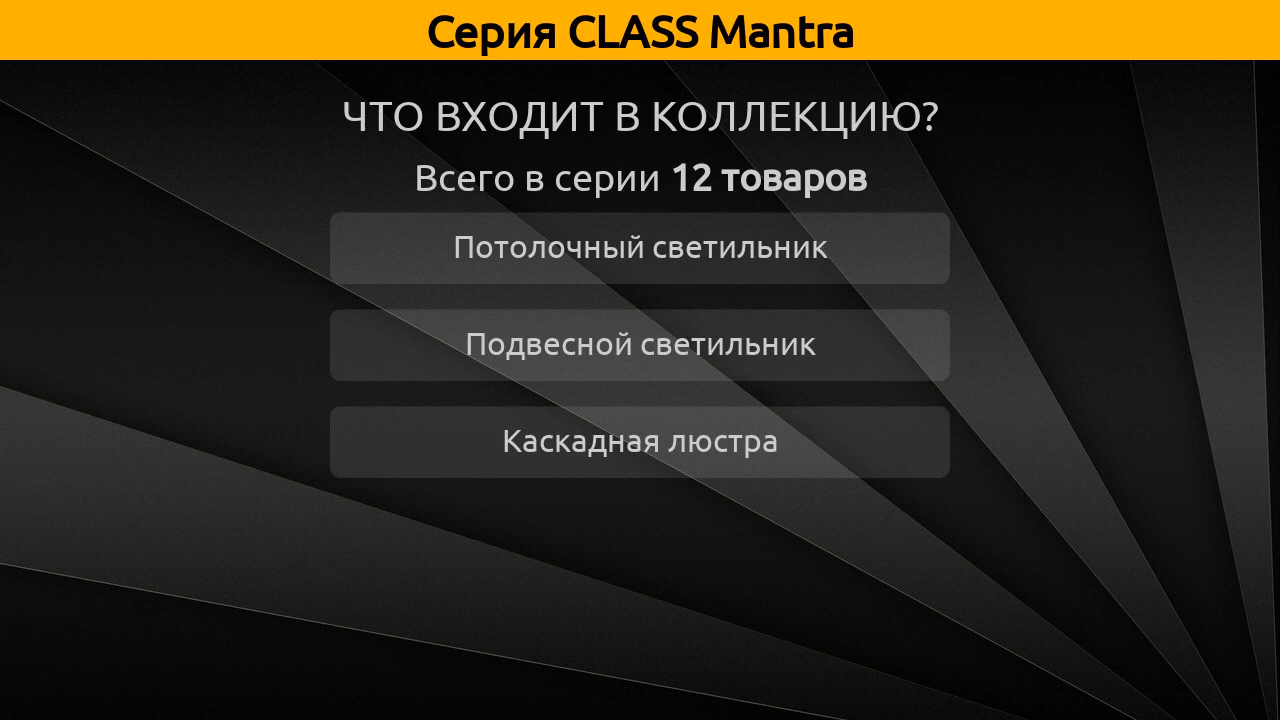 Серия CLASS Mantra
ЧТО ВХОДИТ В КОЛЛЕКЦИЮ?
Всего в серии 12 товаров
Потолочный светильник
Подвесной светильник
Каскадная люстра